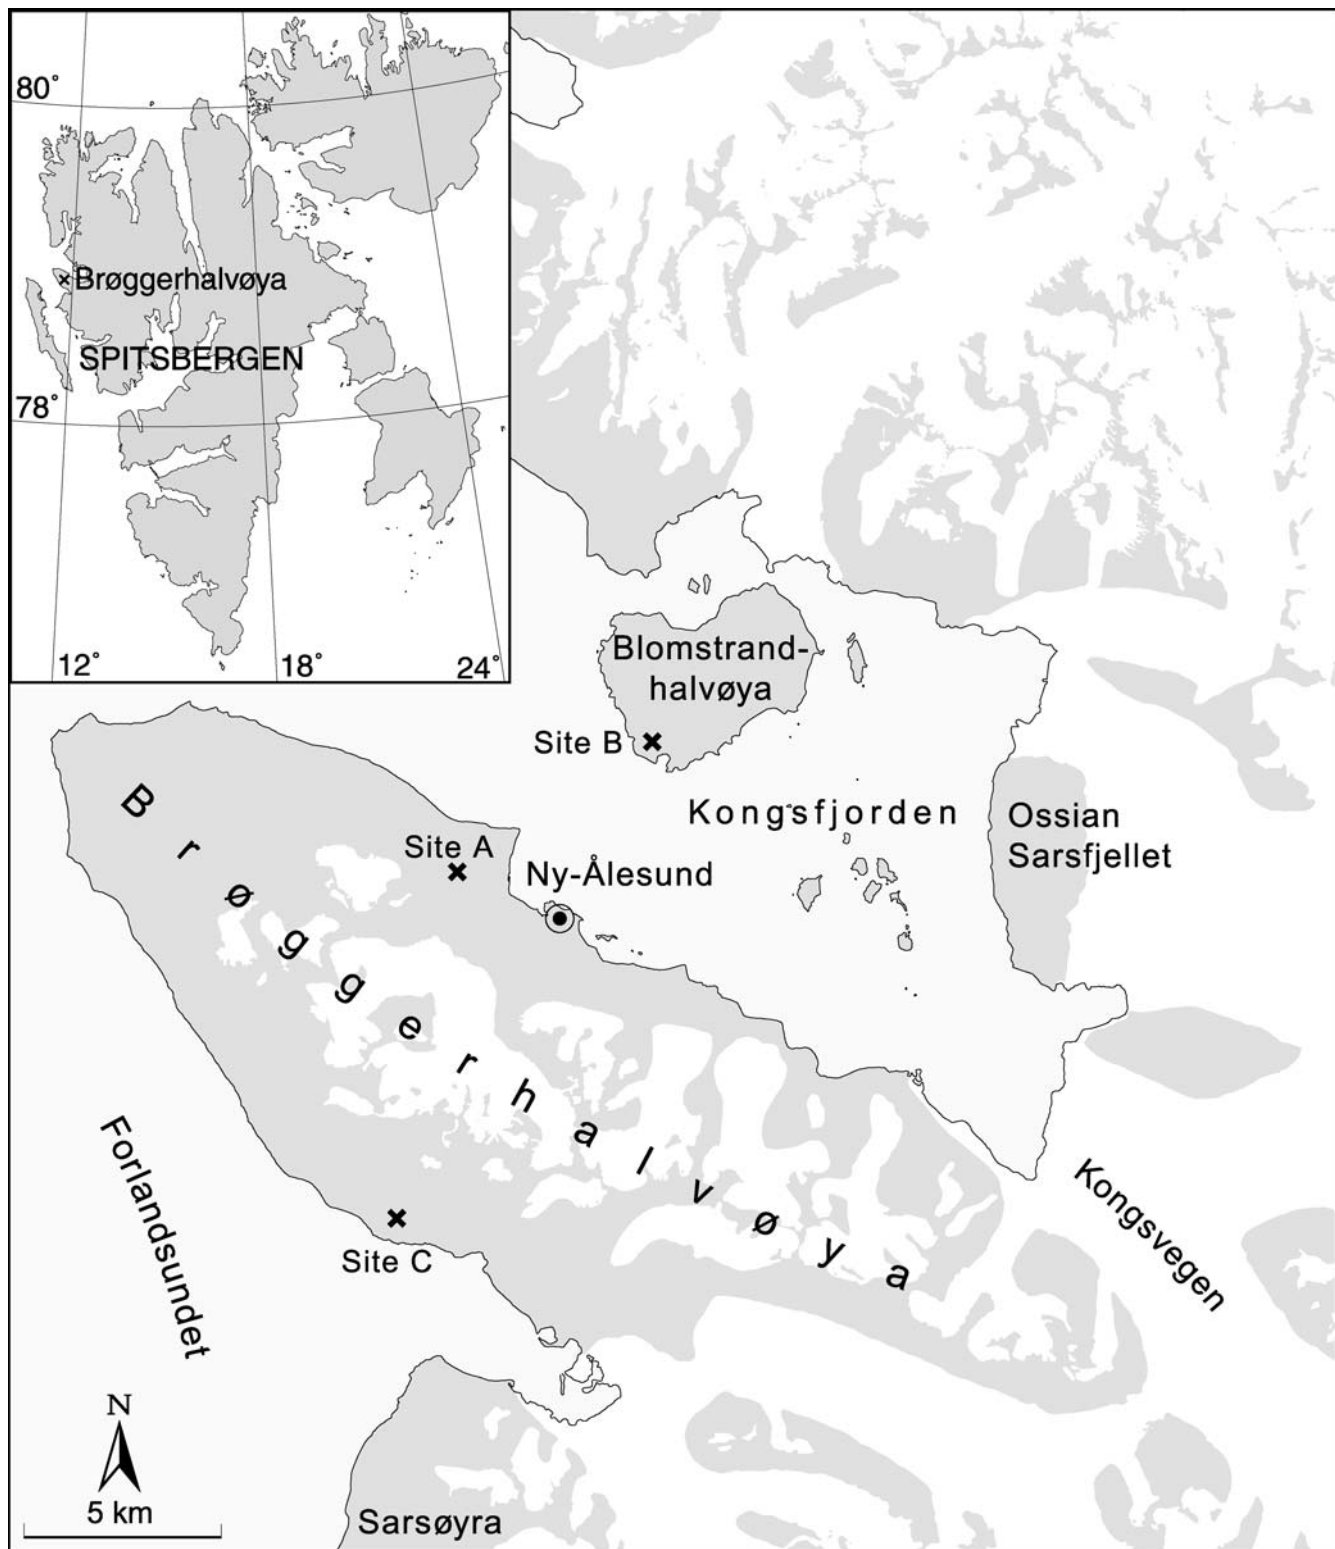 80°
×Brøggerhalvøya
SPITSBERGEN
78°
12°
18°
24°
Blomstrand-
halvøya
Site B
Kongsfjorden
Ossian
Sarsfjellet
Site A
Ny-Ålesund
Brøggerhalvøya
Forlandsundet
Site C
Kongsvegen
N
5 km
Sarsøyra